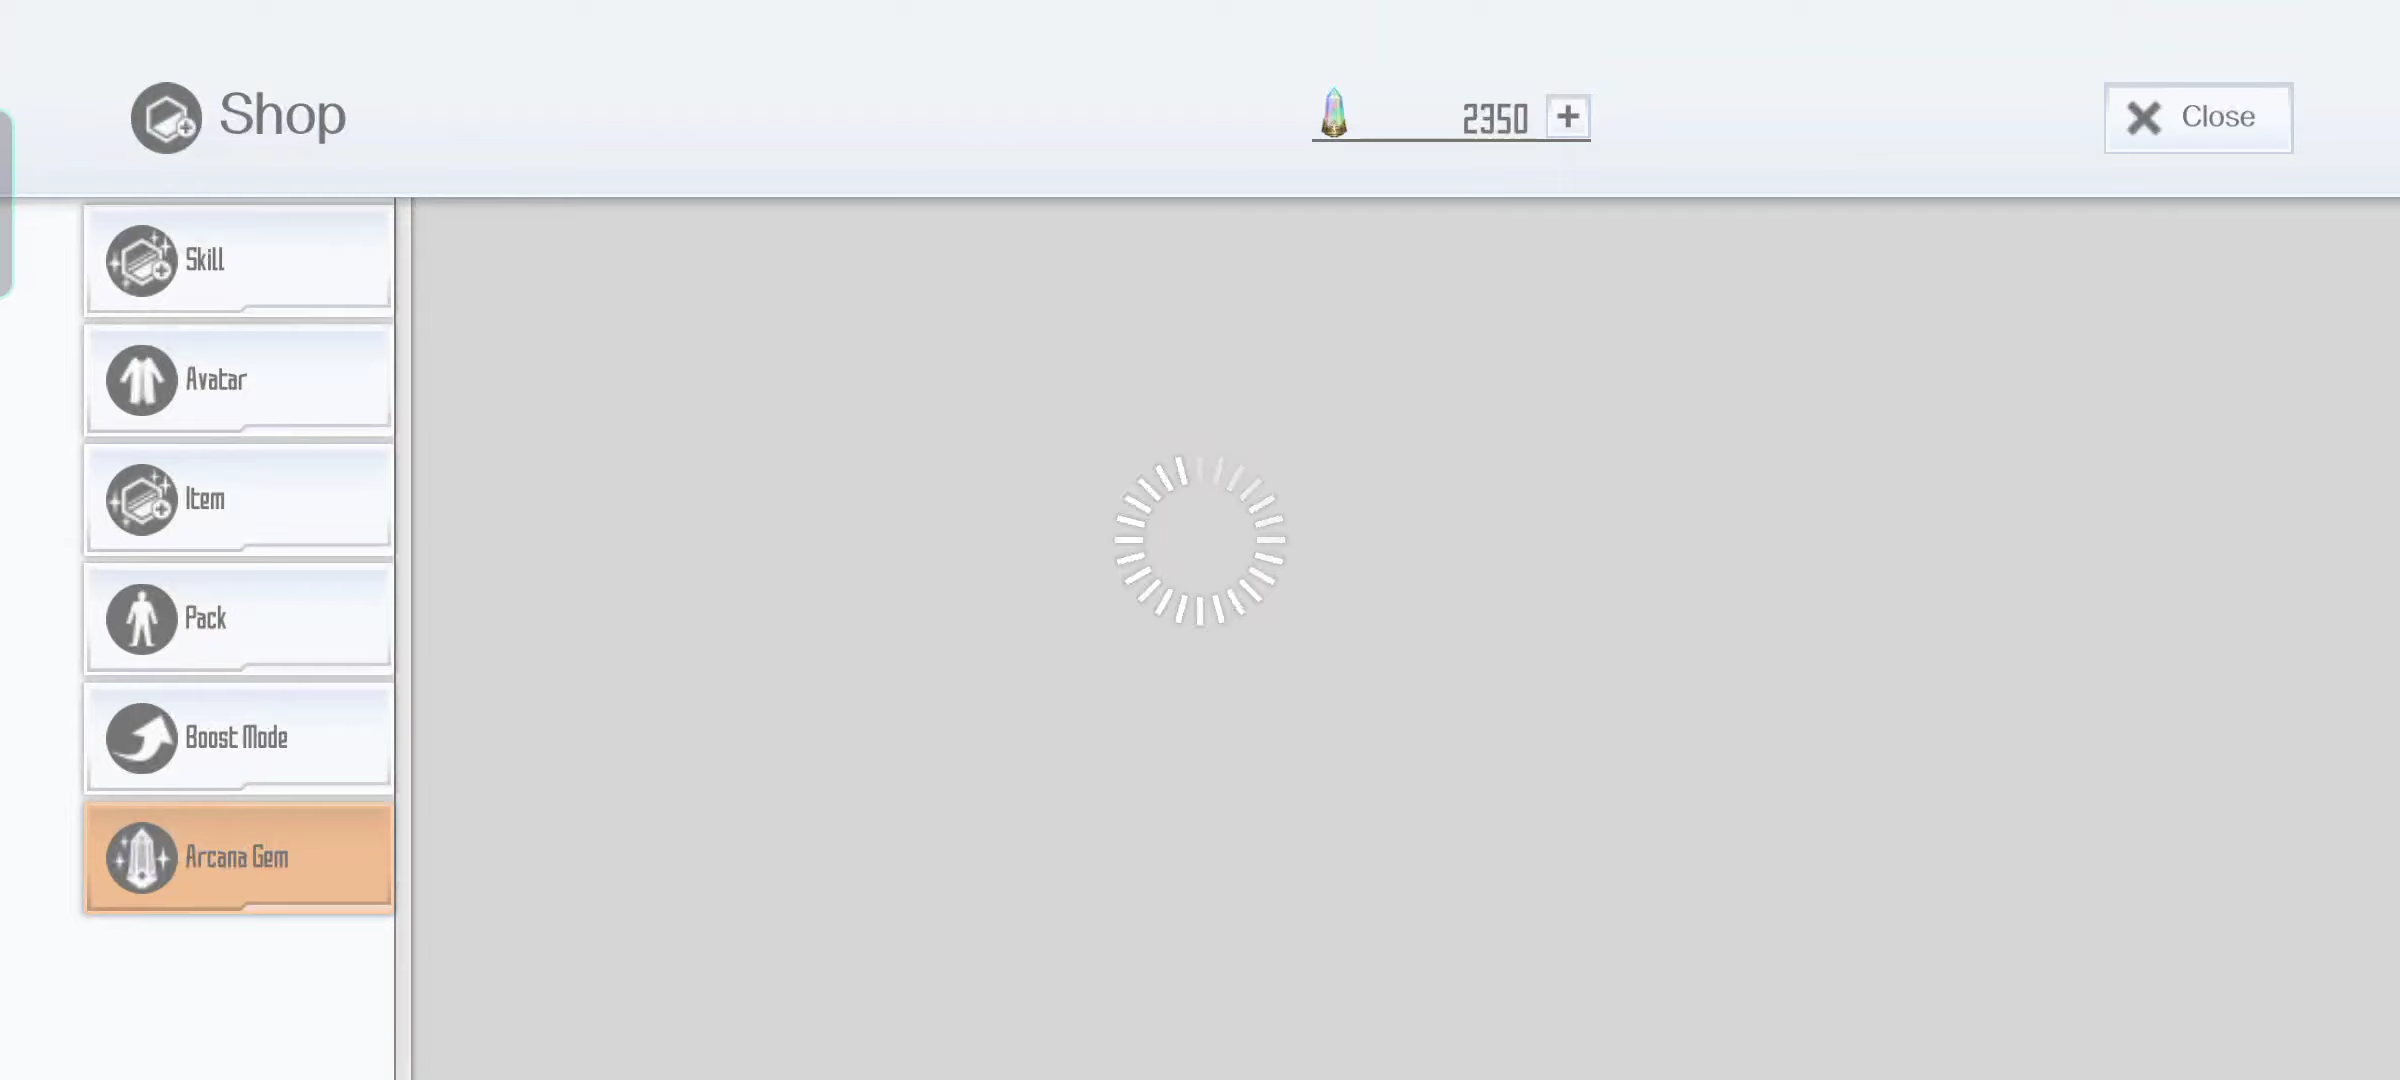 Shop
2350
Close
Skill
Avatar
Item
Pack
Boost Mode
Arcana Gem